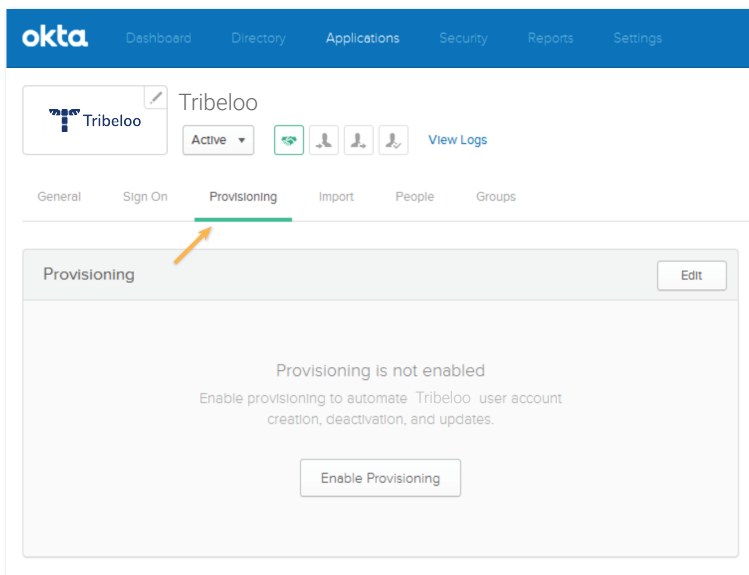 okta Dashboard Directory Applications Security Reports Settings
Tribeloo
Tribeloo
Active View Logs
General Sign On Provisioning Import People Groups
Provisioning Edit
Provisioning is not enabled
Enable provisioning to automate Tribeloo user account
creation, deactivation, and updates.
Enable Provisioning